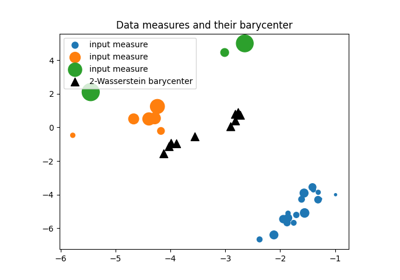 Data measures and their barycenter
input measure
input measure
input measure
2-Wasserstein barycenter
4
2
0
−2
−4
−6
−6
−5
−4
−3
−2
−1